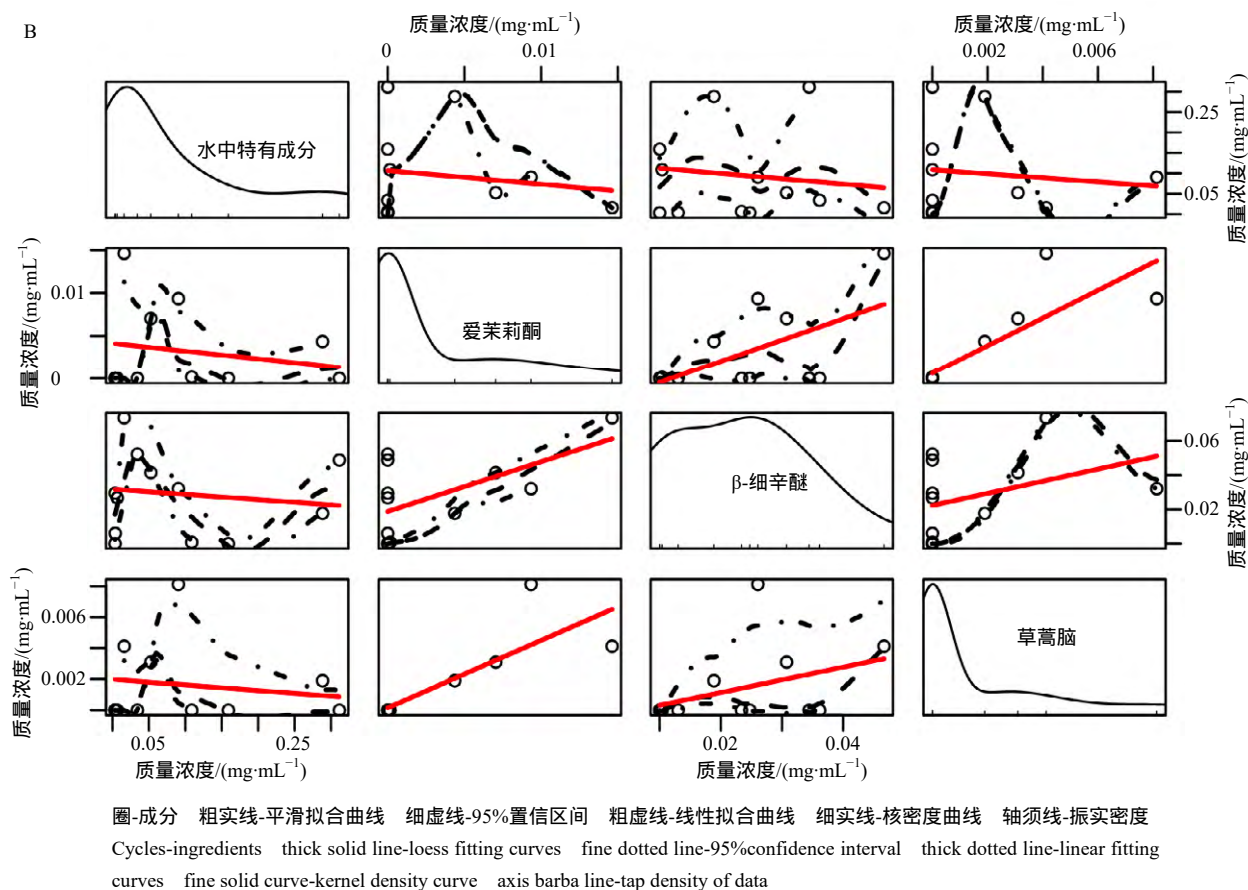 B
质量浓度/(mg·mL⁻¹)
质量浓度/(mg·mL⁻¹)
0 0.01
0.002 0.006
水中特有成分
0.25
0.05
质量浓度/(mg·mL⁻¹)
0.01
0
质量浓度/(mg·mL⁻¹)
爱茉莉酮
β-细辛醚
0.06
0.02
质量浓度/(mg·mL⁻¹)
0.006
0.002
质量浓度/(mg·mL⁻¹)
草蒿脑
0.05 0.25
质量浓度/(mg·mL⁻¹)
0.02 0.04
质量浓度/(mg·mL⁻¹)
圈-成分 粗实线-平滑拟合曲线 细虚线-95%置信区间 粗虚线-线性拟合曲线 细实线-核密度曲线 轴须线-振实密度
Cycles-ingredients thick solid line-loess fitting curves fine dotted line-95%confidence interval thick dotted line-linear fitting
curves fine solid curve-kernel density curve axis barba line-tap density of data